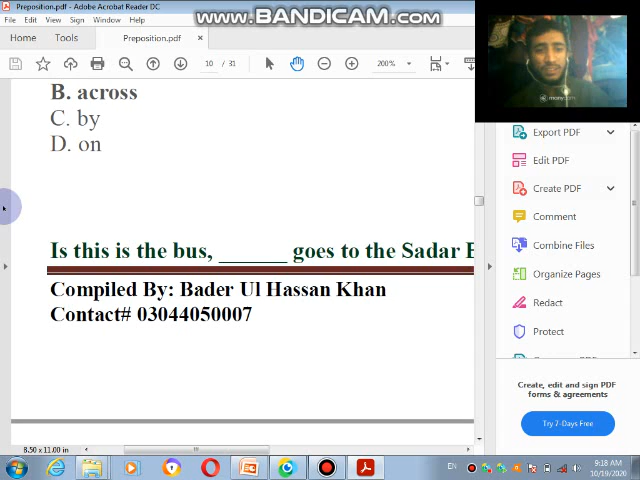 Preposition.pdf - Adobe Acrobat Reader DC
WWW.BANDICAM.COM
File Edit View Sign Window Help
Home Tools Preposition.pdf ×
10 / 31 200%
B. across
C. by
D. on
Is this is the bus, ______ goes to the Sadar B
Compiled By: Bader Ul Hassan Khan
Contact# 03044050007
8.50 x 11.00 in
Export PDF
Edit PDF
Create PDF
Comment
Combine Files
Organize Pages
Redact
Protect
Create, edit and sign PDF
forms & agreements
Try 7-Days Free
EN
9:18 AM
10/19/2020